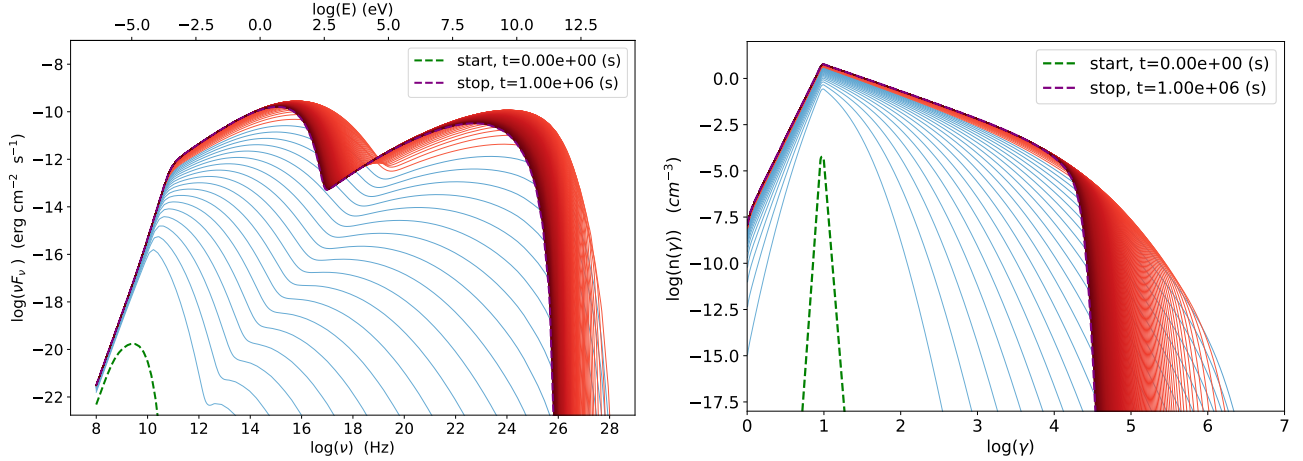 log(E) (eV)
−5.0 −2.5 0.0 2.5 5.0 7.5 10.0 12.5
start, t=0.00e+00 (s)
stop, t=1.00e+06 (s)
−8
−10
−12
−14
−16
−18
−20
−22
log(νFν ) (erg cm−2 s−1)
8 10 12 14 16 18 20 22 24 26 28
log(ν) (Hz)
start, t=0.00e+00 (s)
stop, t=1.00e+06 (s)
0.0
−2.5
−5.0
−7.5
−10.0
−12.5
−15.0
−17.5
log(n(γ)) (cm−3)
0 1 2 3 4 5 6 7
log(γ)